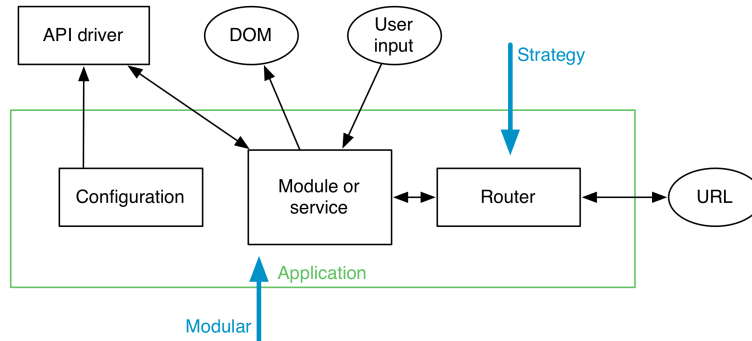 API driver
DOM
User
input
Strategy
Configuration
Module or
service
Router
URL
Application
Modular